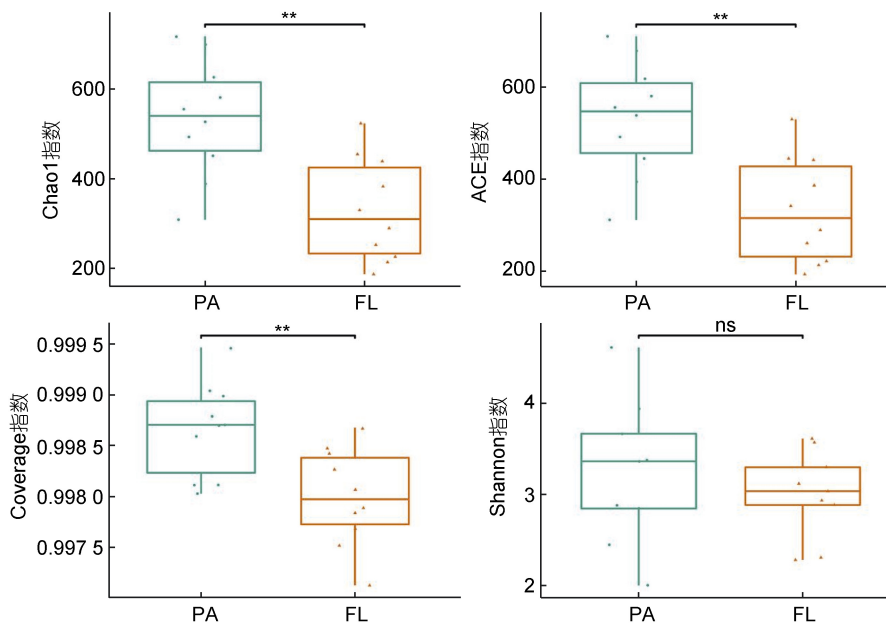 **
600
400
200
Chao1指数
PA
FL
**
600
400
200
ACE指数
PA
FL
**
0.999 5
0.999 0
0.998 5
0.998 0
0.997 5
Coverage指数
PA
FL
ns
4
3
2
Shannon指数
PA
FL